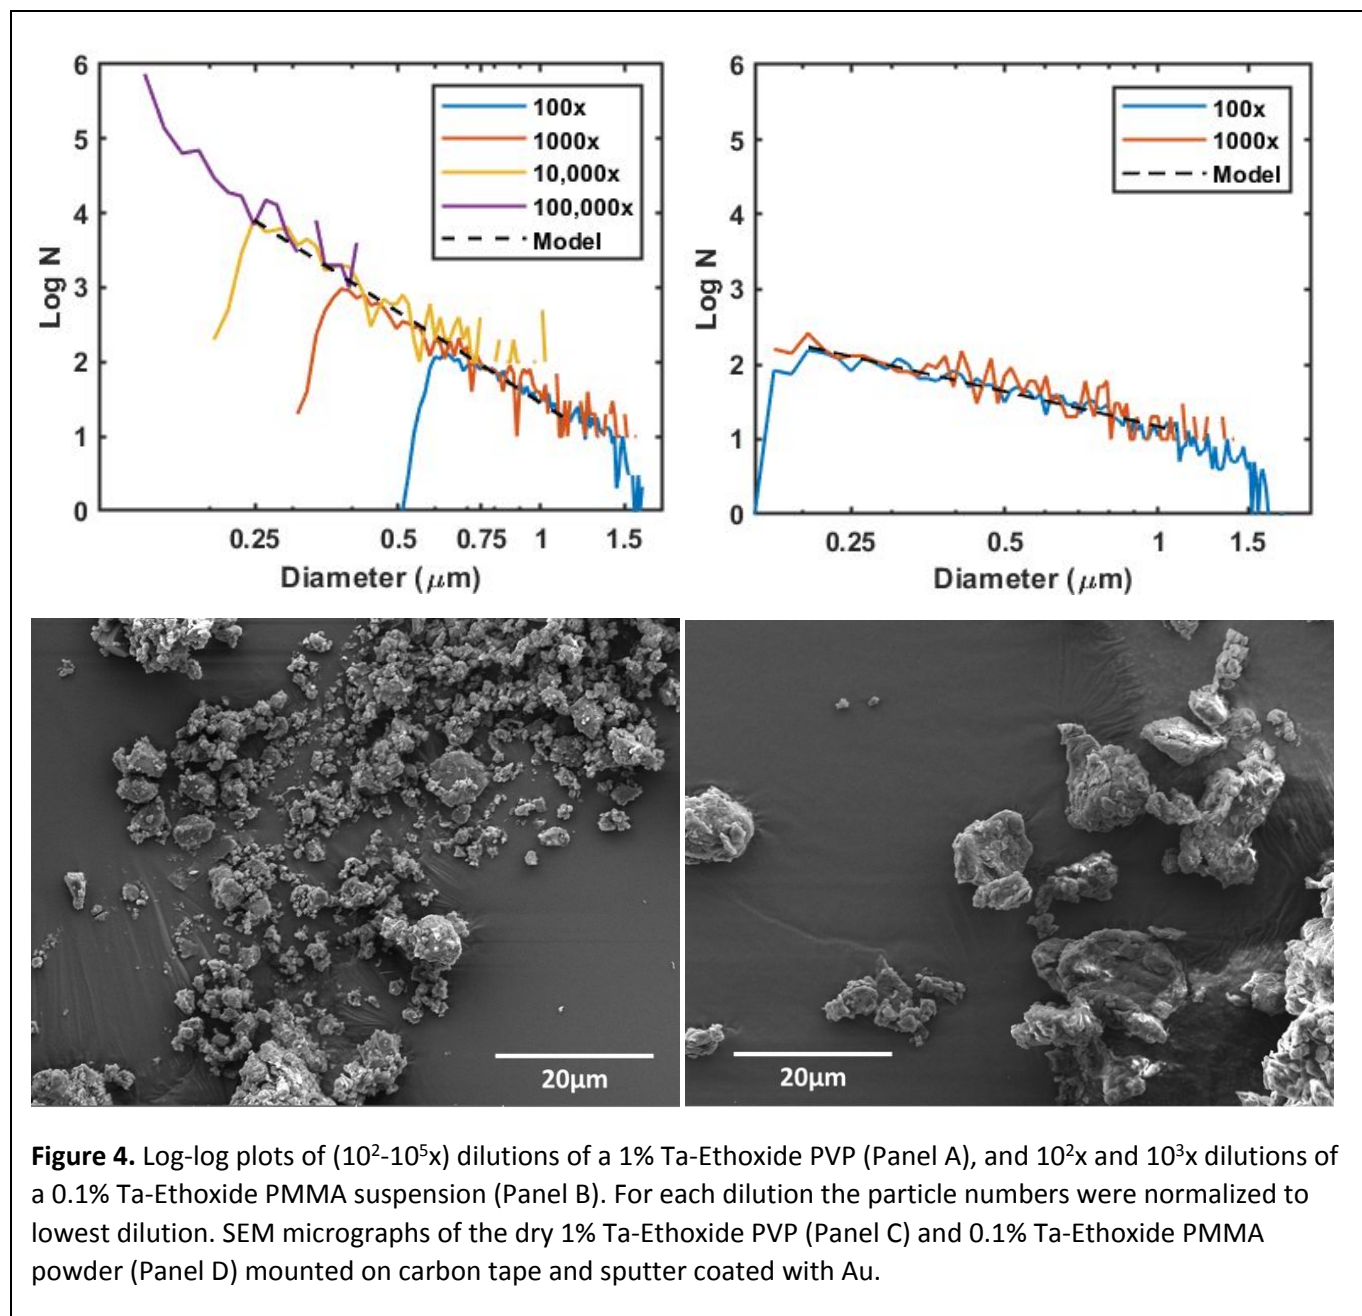 6
5
4
3
2
1
0
Log N
0.25 0.5 0.75 1 1.5
Diameter (μm)
100x
1000x
10,000x
100,000x
Model
6
5
4
3
2
1
0
Log N
0.25 0.5 1 1.5
Diameter (μm)
100x
1000x
Model
20μm
20μm
Figure 4. Log-log plots of (10²-10⁵x) dilutions of a 1% Ta-Ethoxide PVP (Panel A), and 10²x and 10³x dilutions of
a 0.1% Ta-Ethoxide PMMA suspension (Panel B). For each dilution the particle numbers were normalized to
lowest dilution. SEM micrographs of the dry 1% Ta-Ethoxide PVP (Panel C) and 0.1% Ta-Ethoxide PMMA
powder (Panel D) mounted on carbon tape and sputter coated with Au.